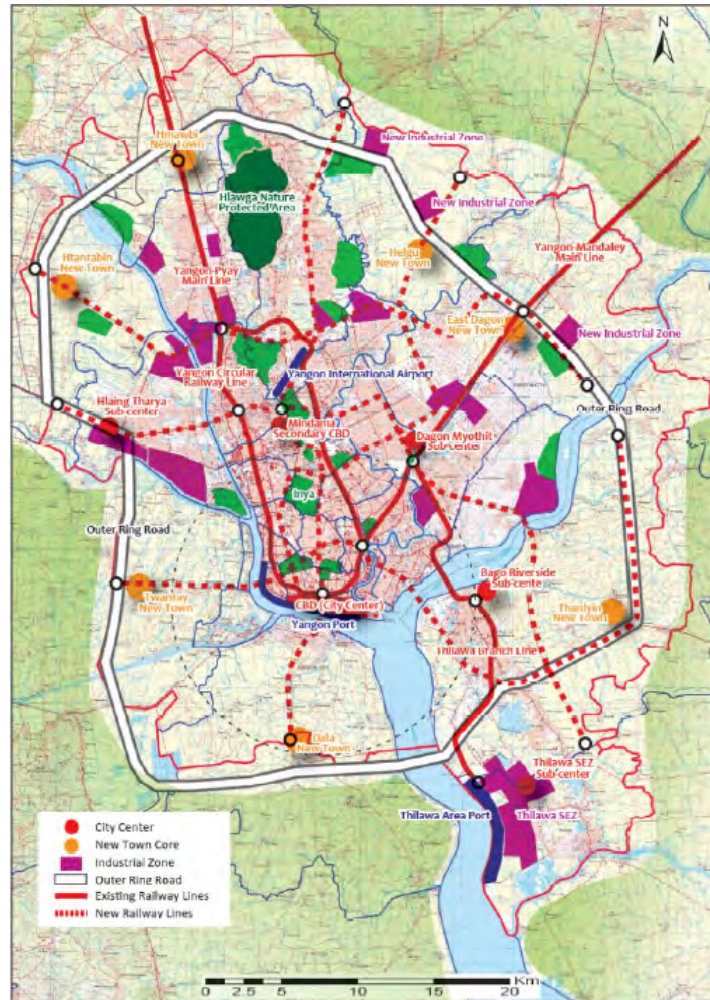 N
Hmawbi
New Town
New Industrial Zone
Hlawga Nature
Protected Area
New Industrial Zone
Htantabin
New Town
Yangon-Pyay
Main Line
Helgu
New Town
Yangon-Mandaley
Main Line
East Dagon
New Town
New Industrial Zone
Yangon Circular
Railway Line
Yangon International Airport
Hlaing Tharya
Sub-center
Mindama
Secondary CBD
Dagon Myothit
Sub-center
Outer Ring Road
Inya
Outer Ring Road
Twantay
New Town
CBD (City Center)
Yangon Port
Bago Riverside
Sub-cente
Thanlyin
New Town
Thilawa Branch Line
Dala
New Town
Thilawa SEZ
Sub-center
Thilawa Area Port
Thilawa SEZ
City Center
New Town Core
Industrial Zone
Outer Ring Road
Existing Railway Lines
New Railway Lines
Km
0 2.5 5 10 15 20